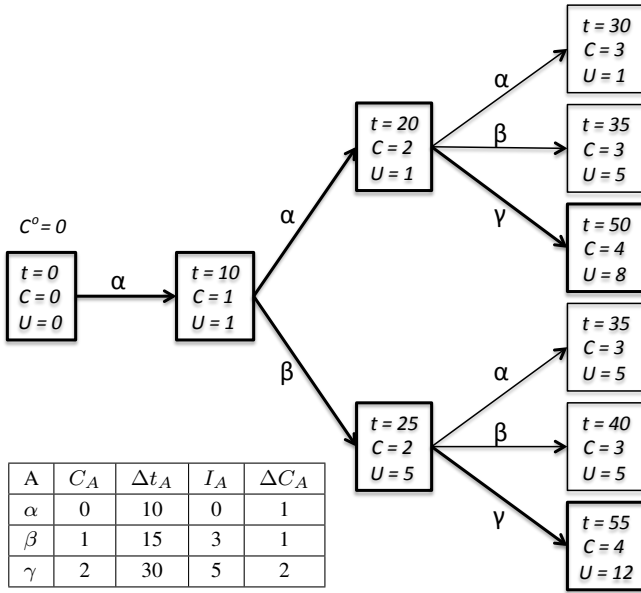 t = 30
C = 3
U = 1
α
t = 20
C = 2
U = 1
β
t = 35
C = 3
U = 5
γ
t = 50
C = 4
U = 8
α
C° = 0
t = 0
C = 0
U = 0
α
t = 10
C = 1
U = 1
β
t = 25
C = 2
U = 5
α
t = 35
C = 3
U = 5
β
t = 40
C = 3
U = 5
γ
t = 55
C = 4
U = 12
A C_A Δt_A I_A ΔC_A
α 0 10 0 1
β 1 15 3 1
γ 2 30 5 2